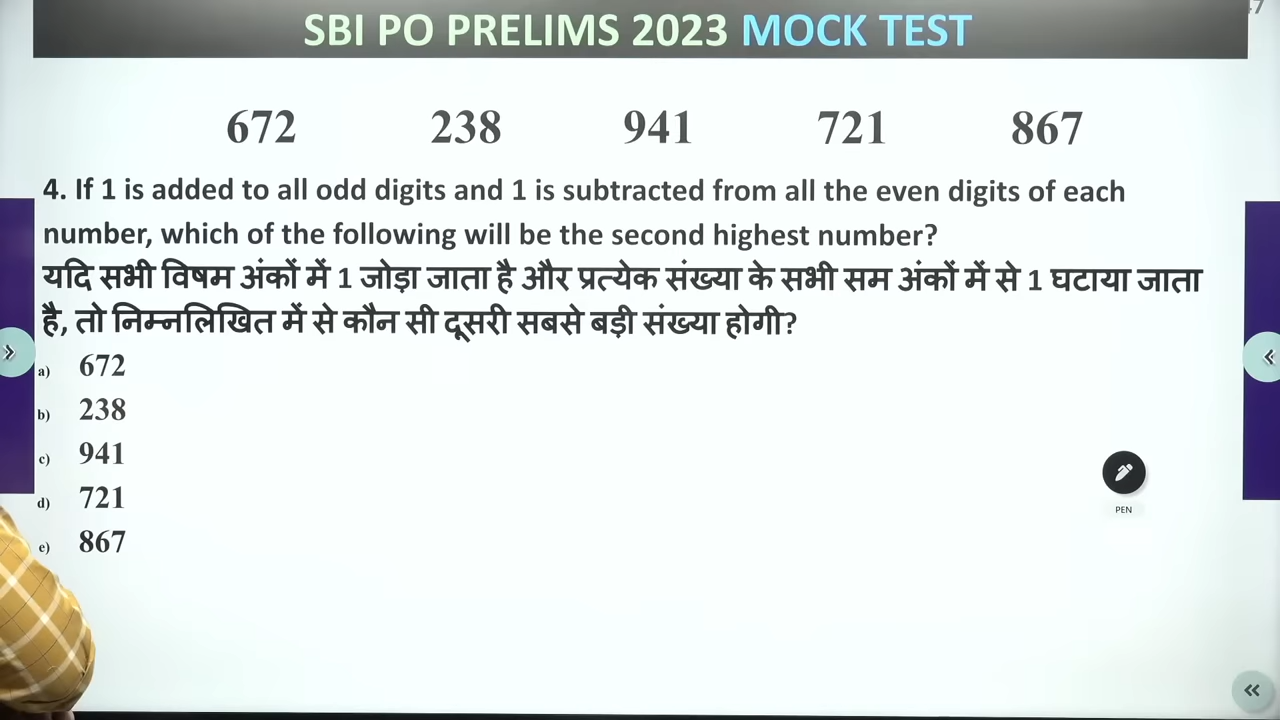 SBI PO PRELIMS 2023 MOCK TEST
672 238 941 721 867
4. If 1 is added to all odd digits and 1 is subtracted from all the even digits of each
number, which of the following will be the second highest number?
यदि सभी विषम अंकों में 1 जोड़ा जाता है और प्रत्येक संख्या के सभी सम अंकों में से 1 घटाया जाता
है, तो निम्नलिखित में से कौन सी दूसरी सबसे बड़ी संख्या होगी?
a) 672
b) 238
c) 941
d) 721
e) 867
PEN